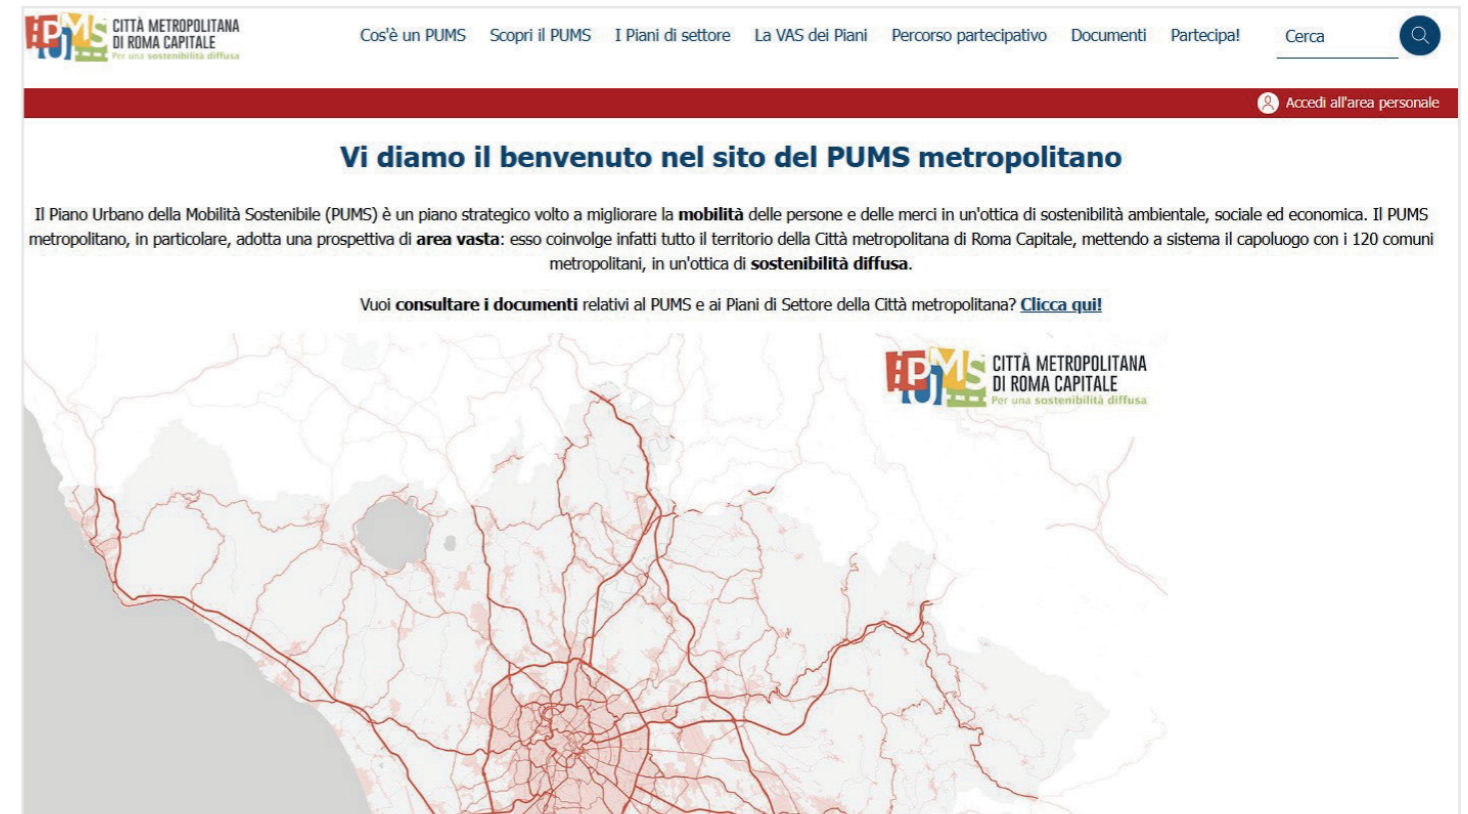 PUMS
CITTÀ METROPOLITANA
DI ROMA CAPITALE
Per una sostenibilità diffusa
Cos'è un PUMS Scopri il PUMS I Piani di settore La VAS dei Piani Percorso partecipativo Documenti Partecipa! Cerca
Accedi all'area personale
Vi diamo il benvenuto nel sito del PUMS metropolitano
Il Piano Urbano della Mobilità Sostenibile (PUMS) è un piano strategico volto a migliorare la mobilità delle persone e delle merci in un'ottica di sostenibilità ambientale, sociale ed economica. Il PUMS
metropolitano, in particolare, adotta una prospettiva di area vasta: esso coinvolge infatti tutto il territorio della Città metropolitana di Roma Capitale, mettendo a sistema il capoluogo con i 120 comuni
metropolitani, in un'ottica di sostenibilità diffusa.
Vuoi consultare i documenti relativi al PUMS e ai Piani di Settore della Città metropolitana? Clicca qui!
PUMS
CITTÀ METROPOLITANA
DI ROMA CAPITALE
Per una sostenibilità diffusa